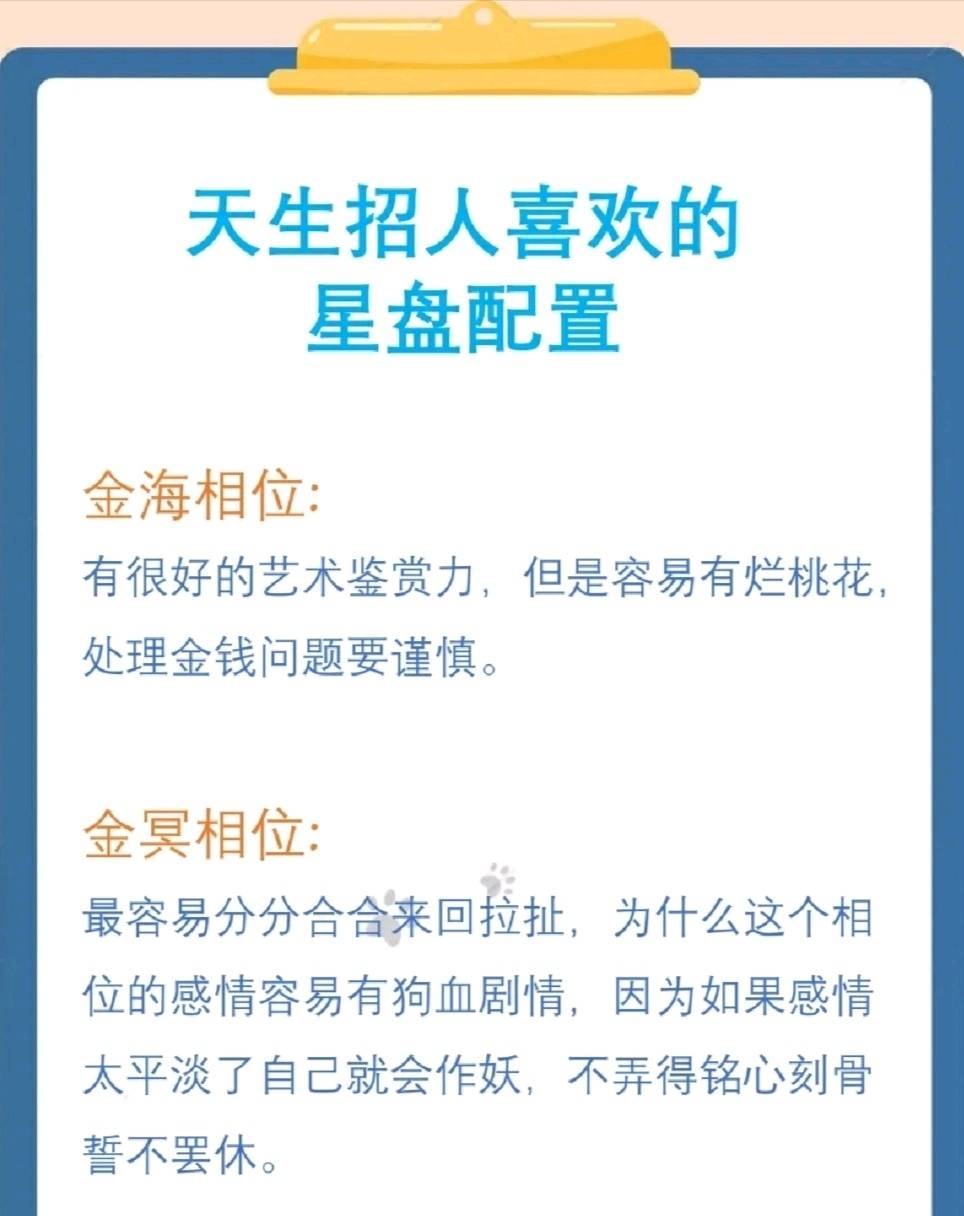 天生招人喜欢的
星盘配置
金海相位:
有很好的艺术鉴赏力，但是容易有烂桃花，
处理金钱问题要谨慎。
金冥相位:
最容易分分合合来回拉扯，为什么这个相
位的感情容易有狗血剧情，因为如果感情
太平淡了自己就会作妖，不弄得铭心刻骨
誓不罢休。